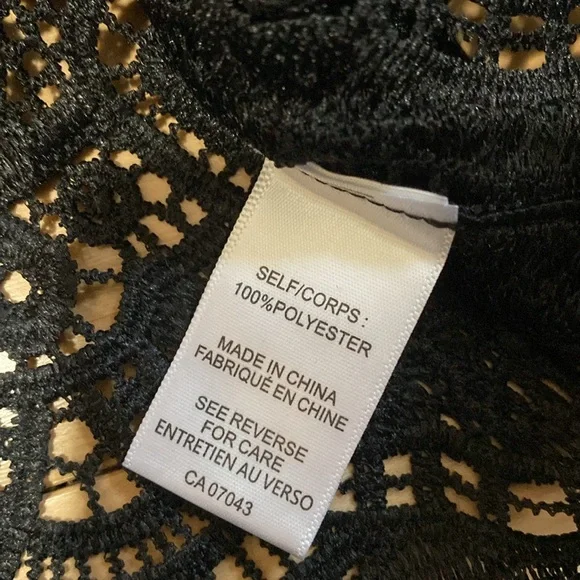 SELF/CORPS :
100%POLYESTER
MADE IN CHINA
FABRIQUÉ EN CHINE
SEE REVERSE
FOR CARE
ENTRETIEN AU VERSO
CA 07043